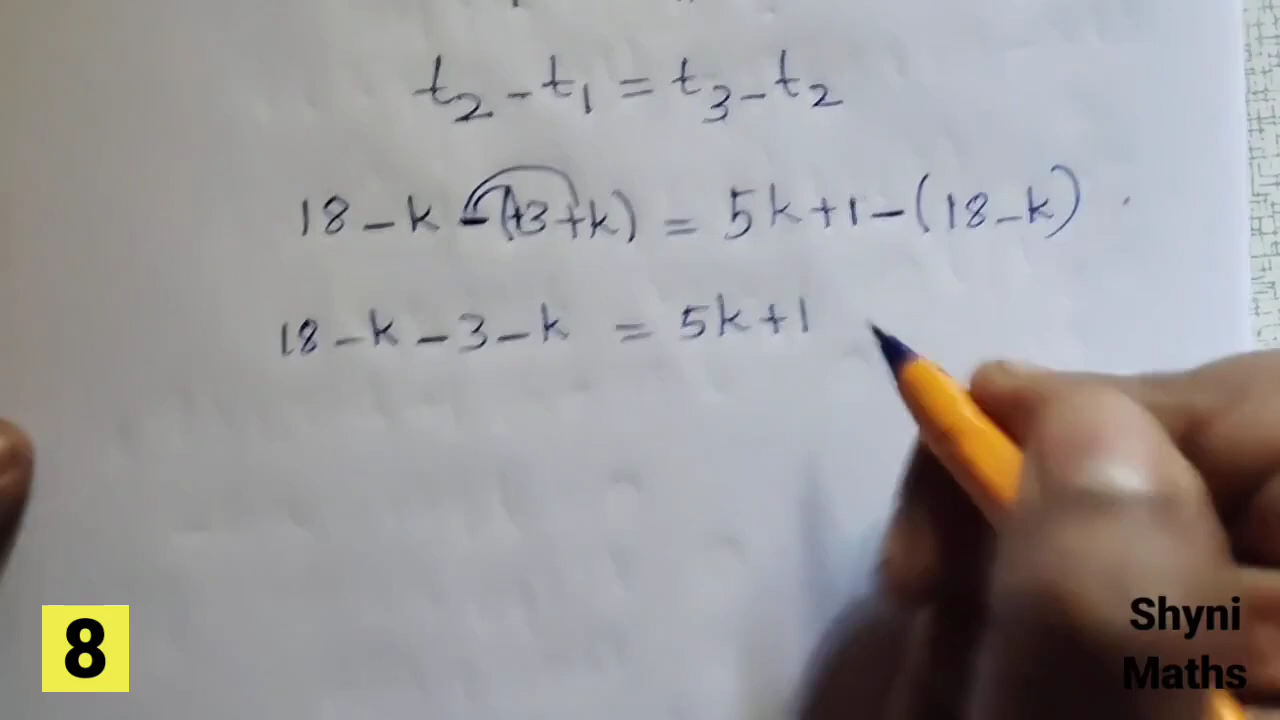 t₂ - t₁ = t₃ - t₂
18 - k - (+3 + k) = 5k + 1 - (18 - k)
18 - k - 3 - k = 5k + 1
8
Shyni
Maths